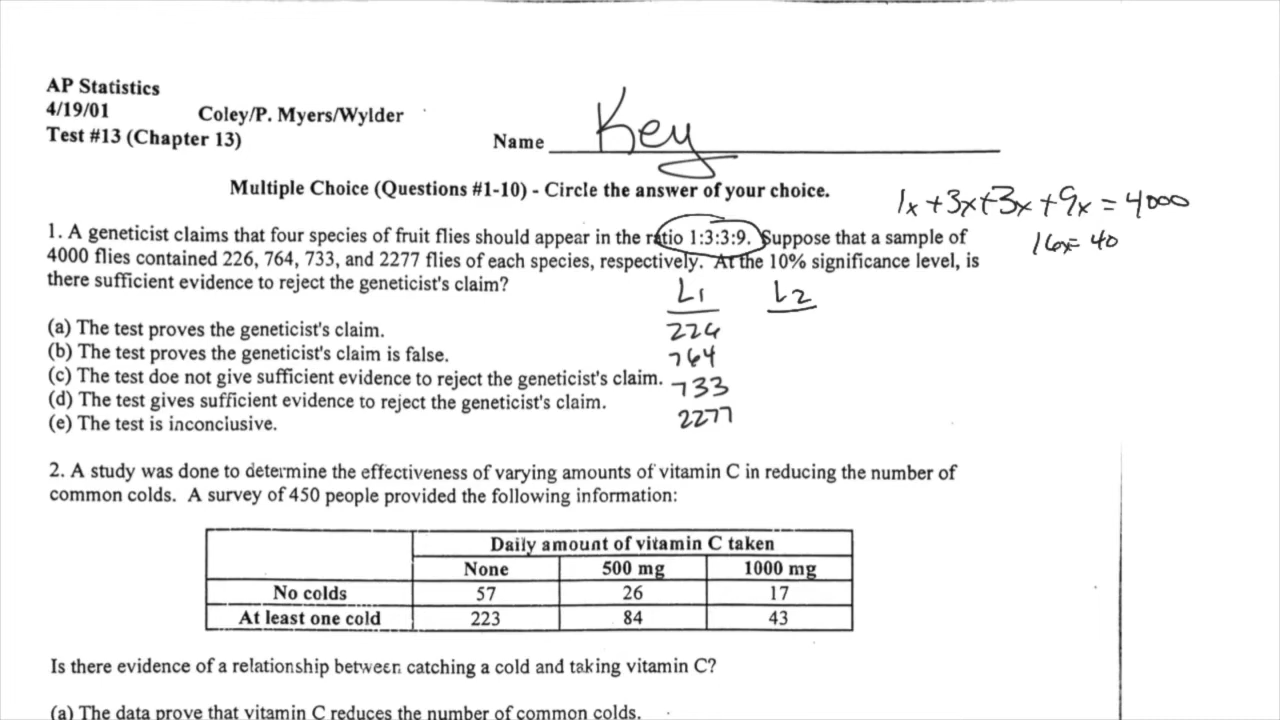 AP Statistics
4/19/01 Coley/P. Myers/Wylder
Test #13 (Chapter 13)
Name Key
Multiple Choice (Questions #1-10) - Circle the answer of your choice.
1x + 3x + 3x + 9x = 4000
16x = 40
1. A geneticist claims that four species of fruit flies should appear in the ratio 1:3:3:9. Suppose that a sample of
4000 flies contained 226, 764, 733, and 2277 flies of each species, respectively. At the 10% significance level, is
there sufficient evidence to reject the geneticist's claim?
L1 L2
226
764
733
2277
(a) The test proves the geneticist's claim.
(b) The test proves the geneticist's claim is false.
(c) The test doe not give sufficient evidence to reject the geneticist's claim.
(d) The test gives sufficient evidence to reject the geneticist's claim.
(e) The test is inconclusive.
2. A study was done to determine the effectiveness of varying amounts of vitamin C in reducing the number of
common colds. A survey of 450 people provided the following information:
Daily amount of vitamin C taken
None 500 mg 1000 mg
No colds 57 26 17
At least one cold 223 84 43
Is there evidence of a relationship between catching a cold and taking vitamin C?
(a) The data prove that vitamin C reduces the number of common colds.